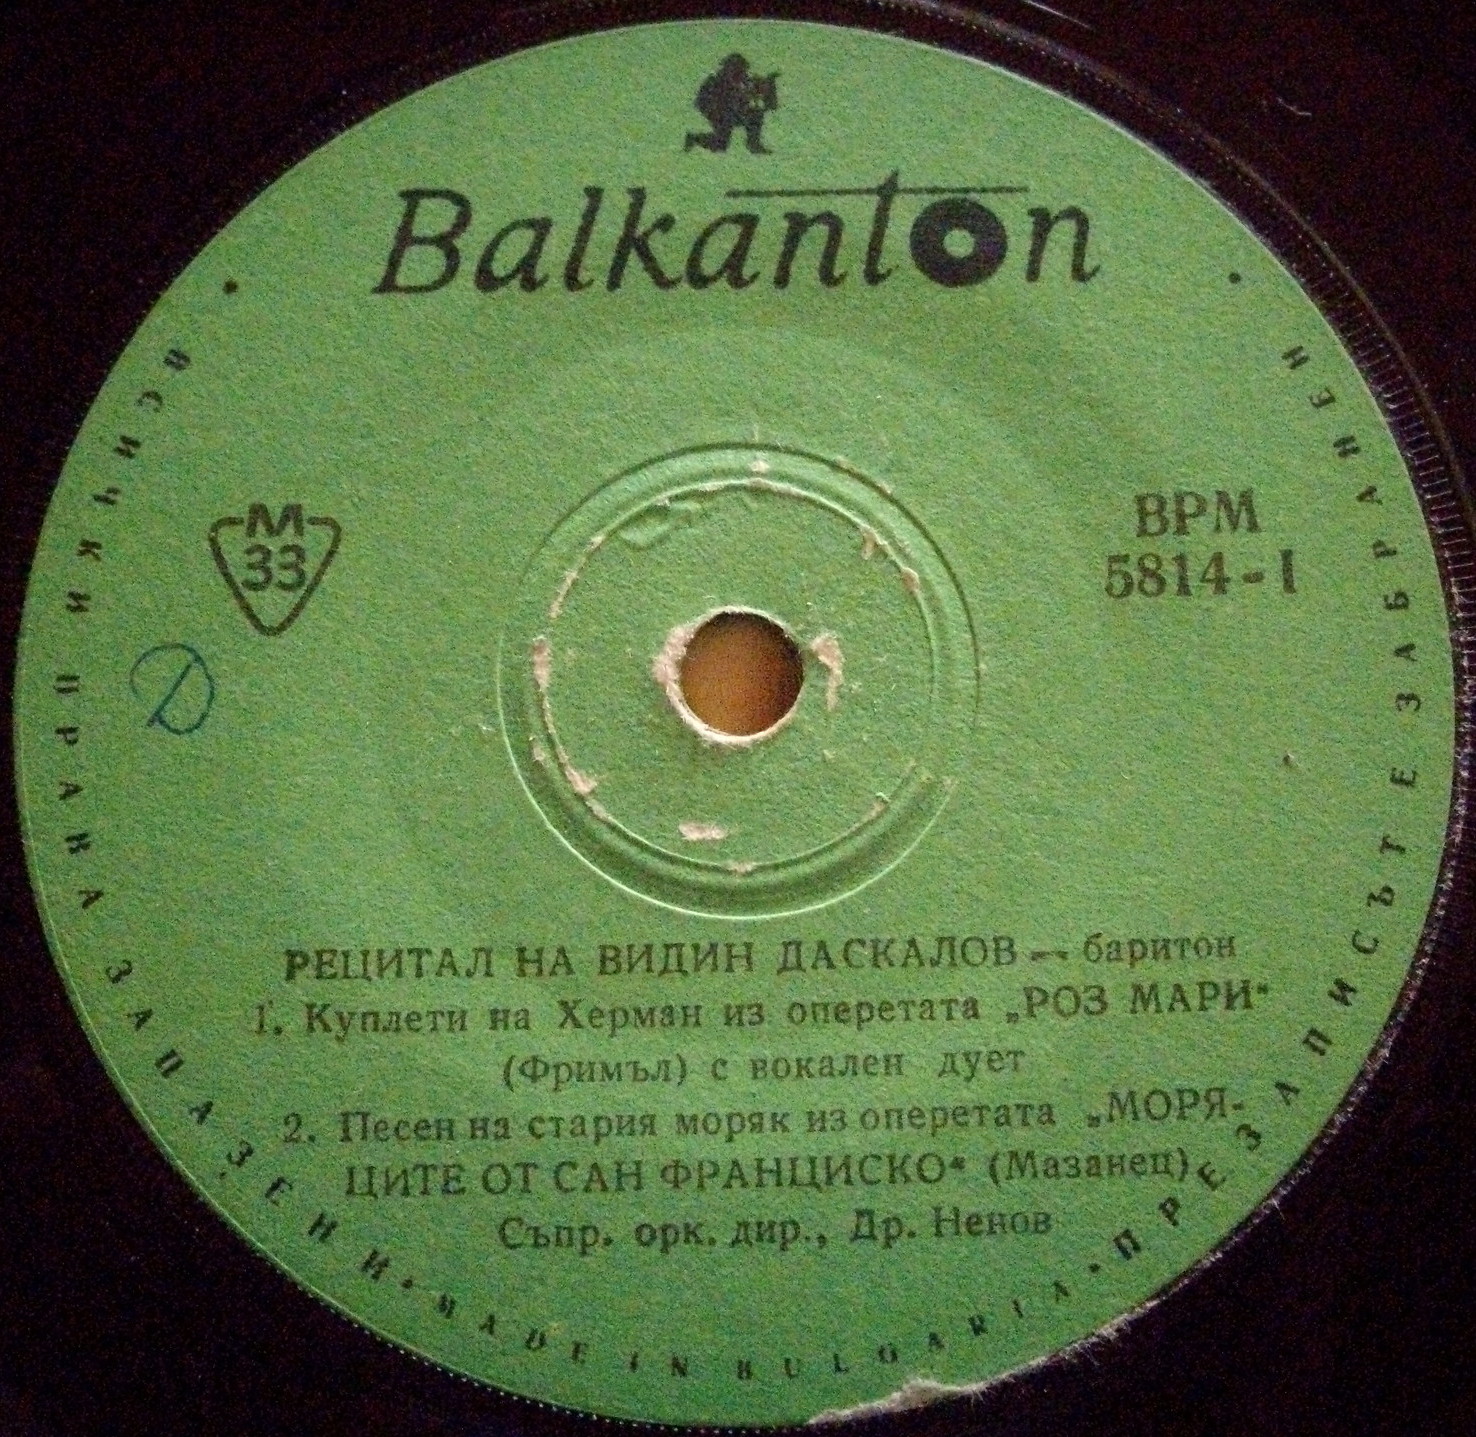 Balkanton
M
33
ВРМ
5814-I
D
РЕЦИТАЛ НА ВИДИН ДАСКАЛОВ — баритон
1. Куплети на Херман из оперетата „РОЗ МАРИ“
(Фримъл) с вокален дует
2. Песен на стария моряк из оперетата „МОРЯ-
ЦИТЕ ОТ САН ФРАНЦИСКО“ (Мазанец)
Съпр. орк. дир., Др. Ненов
ВСИЧКИ ПРАВА ЗАПАЗЕНИ • MADE IN BULGARIA • ПРЕЗАПИСЪТ Е ЗАБРАНЕН